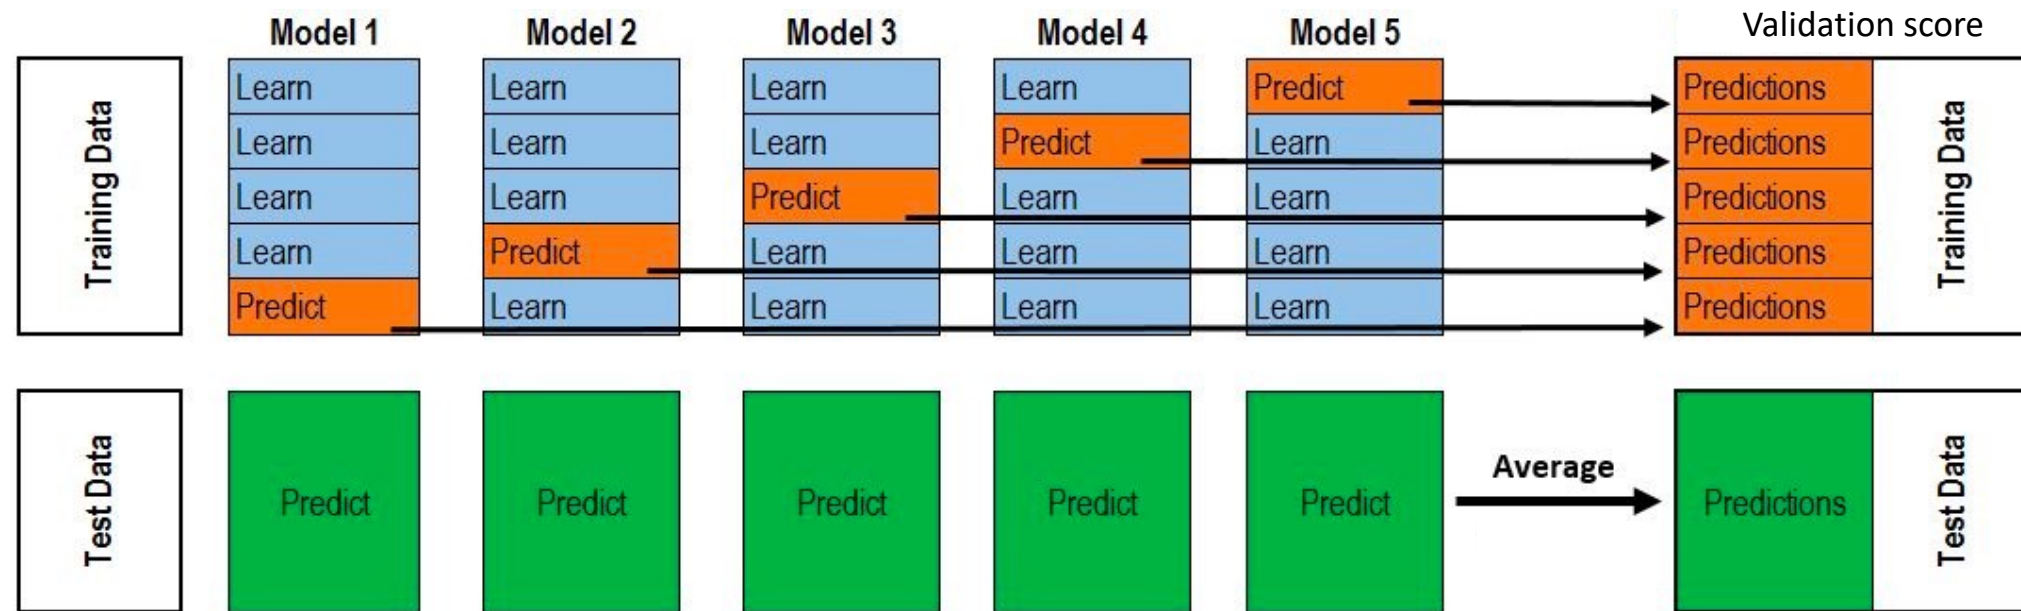 Model 1
Model 2
Model 3
Model 4
Model 5
Validation score
Training Data
Learn
Learn
Learn
Learn
Predict
Learn
Learn
Learn
Predict
Learn
Learn
Learn
Predict
Learn
Learn
Learn
Predict
Learn
Learn
Learn
Predict
Learn
Learn
Learn
Learn
Predictions
Predictions
Predictions
Predictions
Predictions
Training Data
Test Data
Predict
Predict
Predict
Predict
Predict
Average
Predictions
Test Data